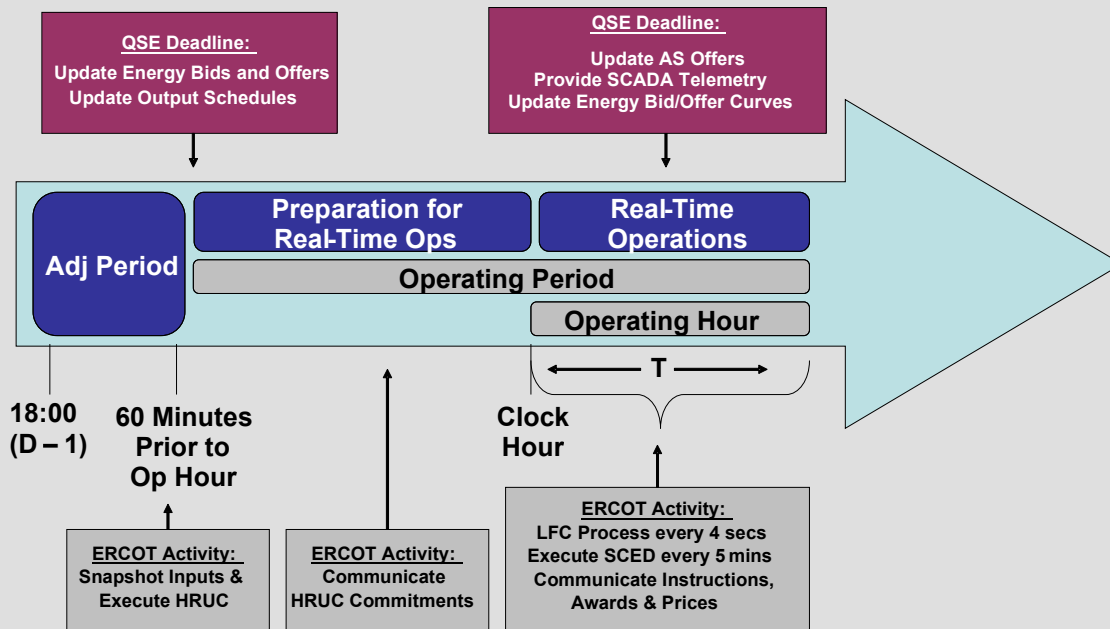 QSE Deadline:
Update Energy Bids and Offers
Update Output Schedules
QSE Deadline:
Update AS Offers
Provide SCADA Telemetry
Update Energy Bid/Offer Curves
Adj Period
Preparation for
Real-Time Ops
Real-Time
Operations
Operating Period
Operating Hour
T
18:00
(D – 1)
60 Minutes
Prior to
Op Hour
Clock
Hour
ERCOT Activity:
Snapshot Inputs &
Execute HRUC
ERCOT Activity:
Communicate
HRUC Commitments
ERCOT Activity:
LFC Process every 4 secs
Execute SCED every 5 mins
Communicate Instructions,
Awards & Prices